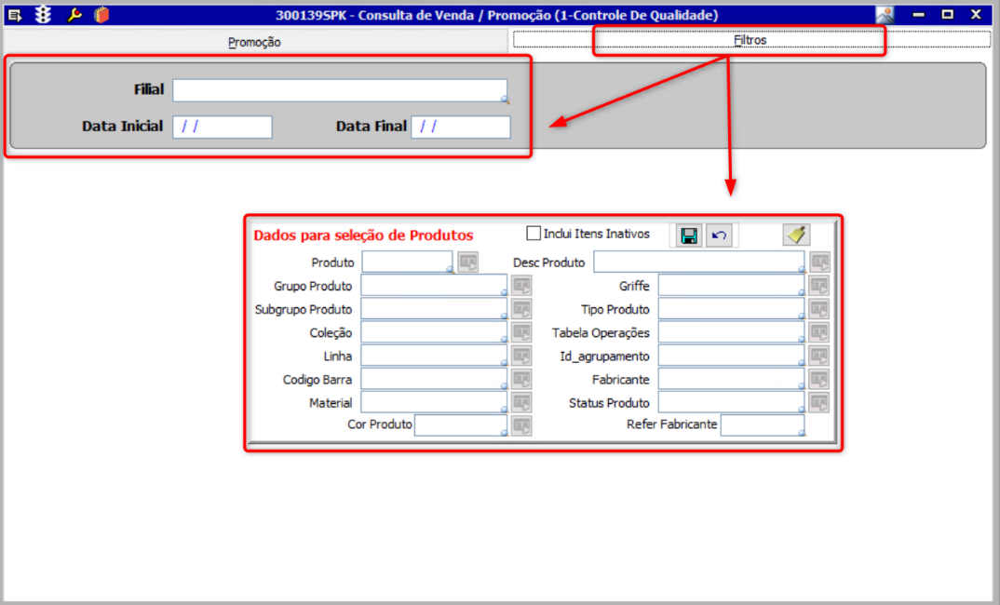 300139SPK - Consulta de Venda / Promoção (1-Controle De Qualidade)
Promoção Filtros
Filial
Data Inicial / / Data Final / /
Dados para seleção de Produtos Inclui Itens Inativos
Produto Desc Produto
Grupo Produto Griffe
Subgrupo Produto Tipo Produto
Coleção Tabela Operações
Linha Id_agrupamento
Codigo Barra Fabricante
Material Status Produto
Cor Produto Refer Fabricante